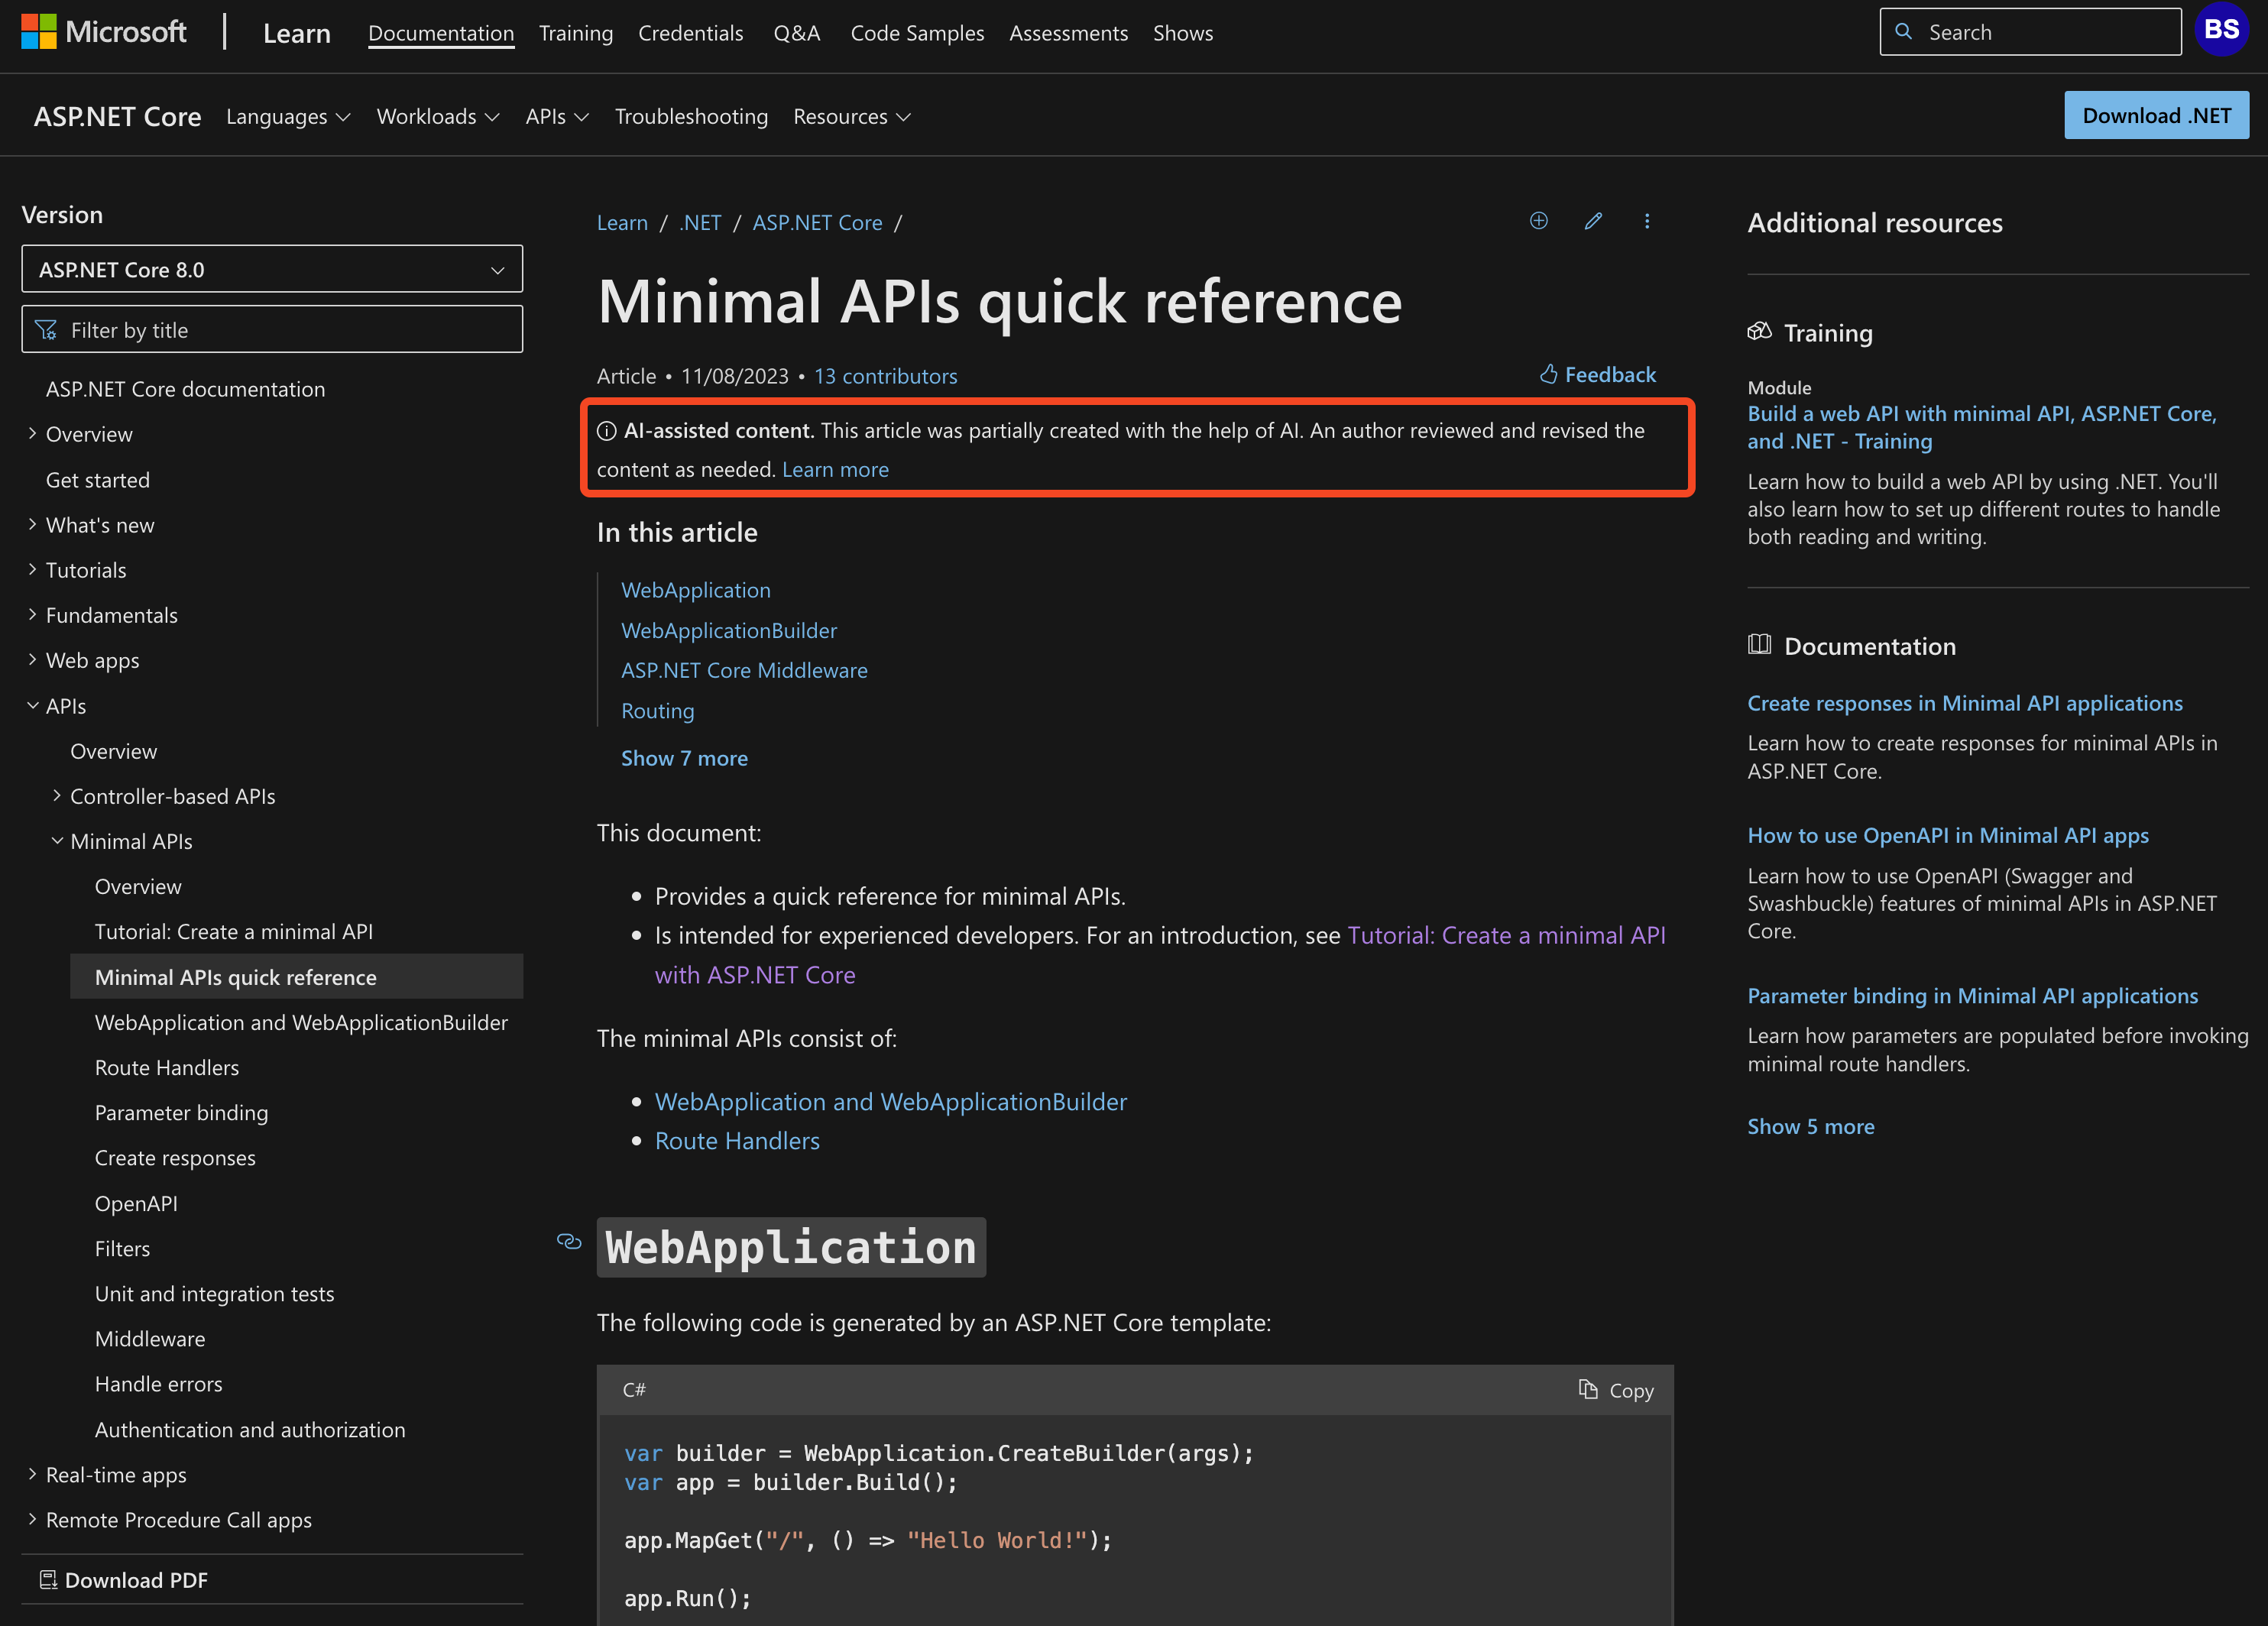 Microsoft
Learn
Documentation
Training
Credentials
Q&A
Code Samples
Assessments
Shows
Search
BS
ASP.NET Core
Languages
Workloads
APIs
Troubleshooting
Resources
Download .NET
Version
ASP.NET Core 8.0
Filter by title
ASP.NET Core documentation
Overview
Get started
What's new
Tutorials
Fundamentals
Web apps
APIs
Overview
Controller-based APIs
Minimal APIs
Overview
Tutorial: Create a minimal API
Minimal APIs quick reference
WebApplication and WebApplicationBuilder
Route Handlers
Parameter binding
Create responses
OpenAPI
Filters
Unit and integration tests
Middleware
Handle errors
Authentication and authorization
Real-time apps
Remote Procedure Call apps
Download PDF
Learn / .NET / ASP.NET Core /
Minimal APIs quick reference
Article • 11/08/2023 • 13 contributors
Feedback
AI-assisted content. This article was partially created with the help of AI. An author reviewed and revised the
content as needed. Learn more
In this article
WebApplication
WebApplicationBuilder
ASP.NET Core Middleware
Routing
Show 7 more
This document:
• Provides a quick reference for minimal APIs.
• Is intended for experienced developers. For an introduction, see Tutorial: Create a minimal API
with ASP.NET Core
The minimal APIs consist of:
• WebApplication and WebApplicationBuilder
• Route Handlers
WebApplication
The following code is generated by an ASP.NET Core template:
C#
Copy
var builder = WebApplication.CreateBuilder(args);
var app = builder.Build();
app.MapGet("/", () => "Hello World!");
app.Run();
Additional resources
Training
Module
Build a web API with minimal API, ASP.NET Core,
and .NET - Training
Learn how to build a web API by using .NET. You'll
also learn how to set up different routes to handle
both reading and writing.
Documentation
Create responses in Minimal API applications
Learn how to create responses for minimal APIs in
ASP.NET Core.
How to use OpenAPI in Minimal API apps
Learn how to use OpenAPI (Swagger and
Swashbuckle) features of minimal APIs in ASP.NET
Core.
Parameter binding in Minimal API applications
Learn how parameters are populated before invoking
minimal route handlers.
Show 5 more